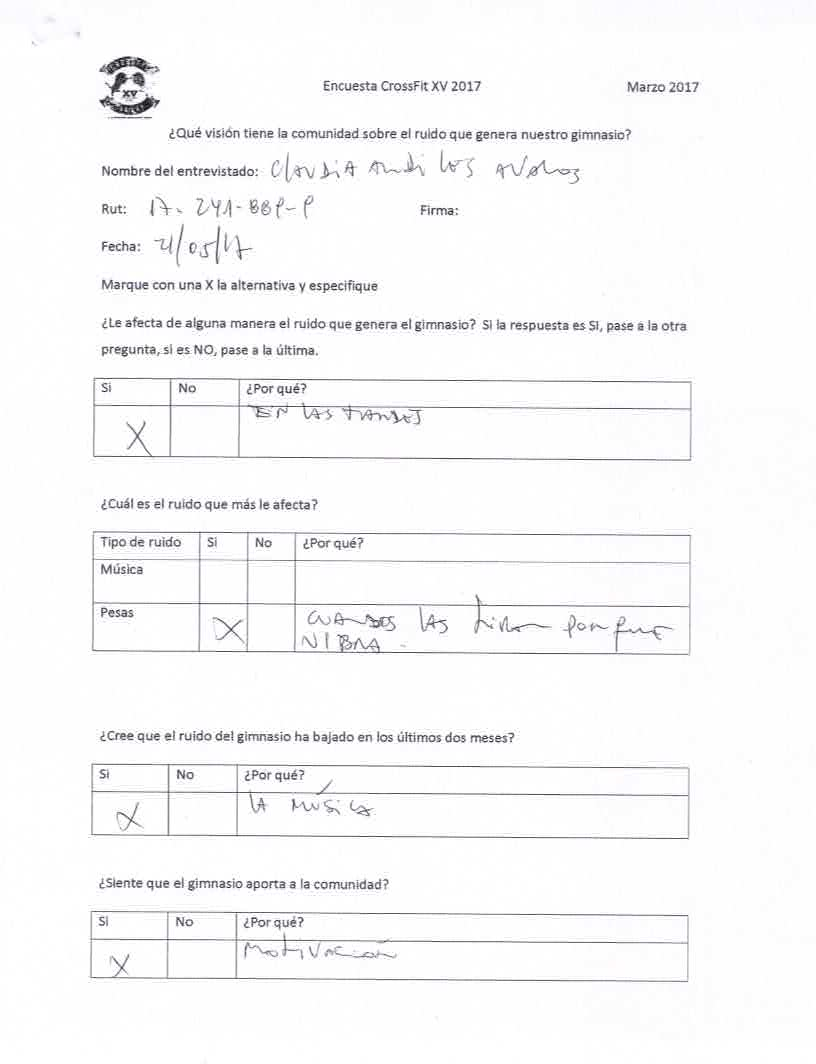 XV
Encuesta CrossFit XV 2017 Marzo 2017
¿Qué visión tiene la comunidad sobre el ruido que genera nuestro gimnasio?
Nombre del entrevistado: CLAUDIA
Rut: Firma:
Fecha:
Marque con una X la alternativa y especifique
¿Le afecta de alguna manera el ruido que genera el gimnasio? Si la respuesta es SI, pase a la otra
pregunta, si es NO, pase a la última.
Si No ¿Por qué?
X EN LAS TARDES
¿Cuál es el ruido que más le afecta?
Tipo de ruido Si No ¿Por qué?
Música
Pesas X LAS
VIBRA.
¿Cree que el ruido del gimnasio ha bajado en los últimos dos meses?
Si No ¿Por qué?
X LA MÚSICA
¿Siente que el gimnasio aporta a la comunidad?
Si No ¿Por qué?
X Motivación